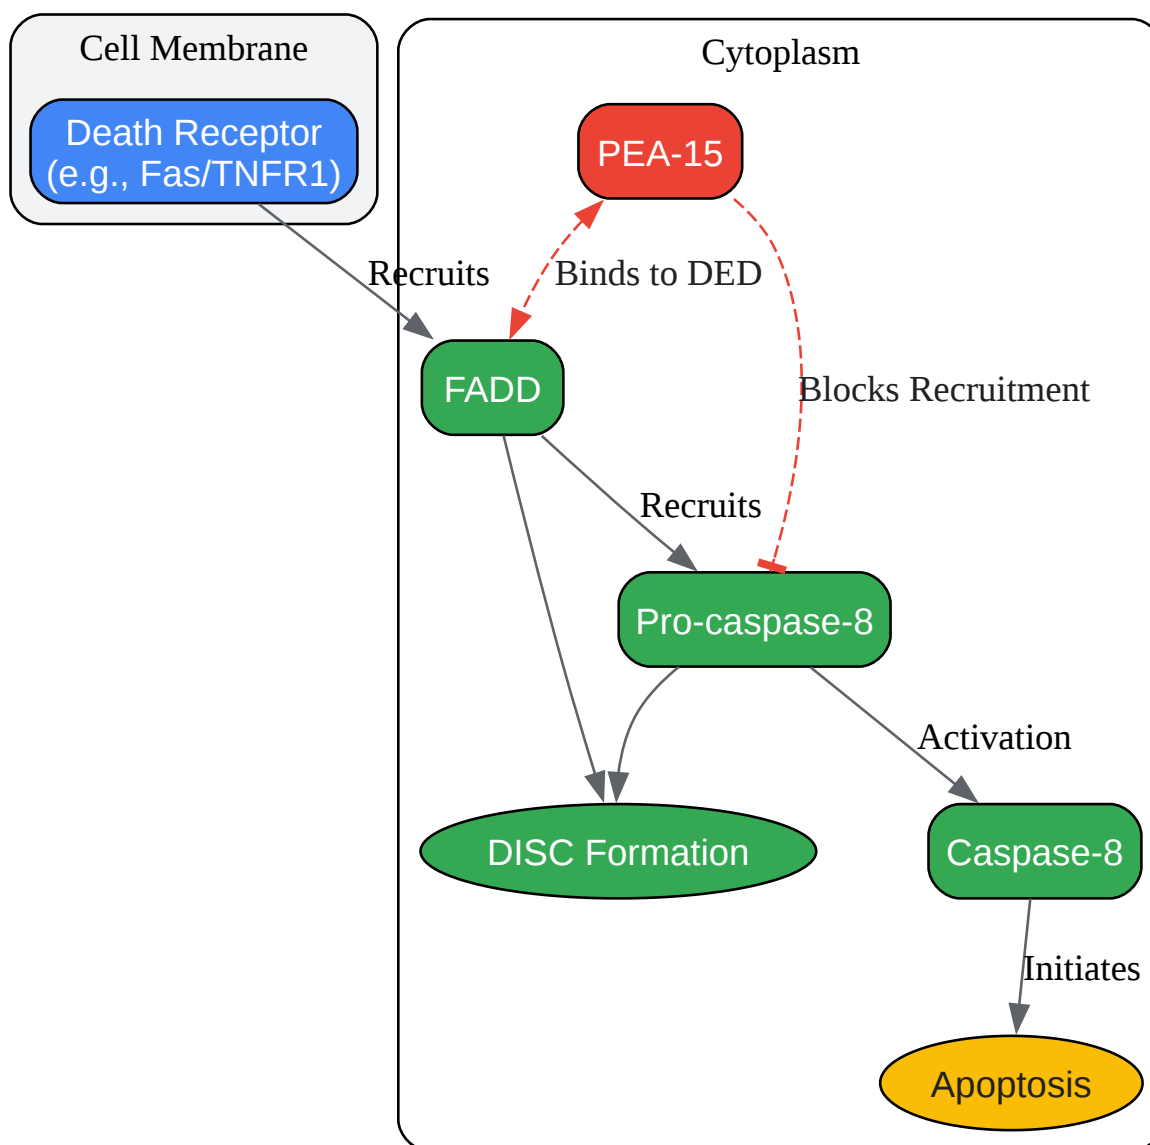 Cell Membrane
Death Receptor
(e.g., Fas/TNFR1)
Cytoplasm
PEA-15
Recruits
Binds to DED
FADD
Blocks Recruitment
Recruits
Pro-caspase-8
Activation
DISC Formation
Caspase-8
Initiates
Apoptosis